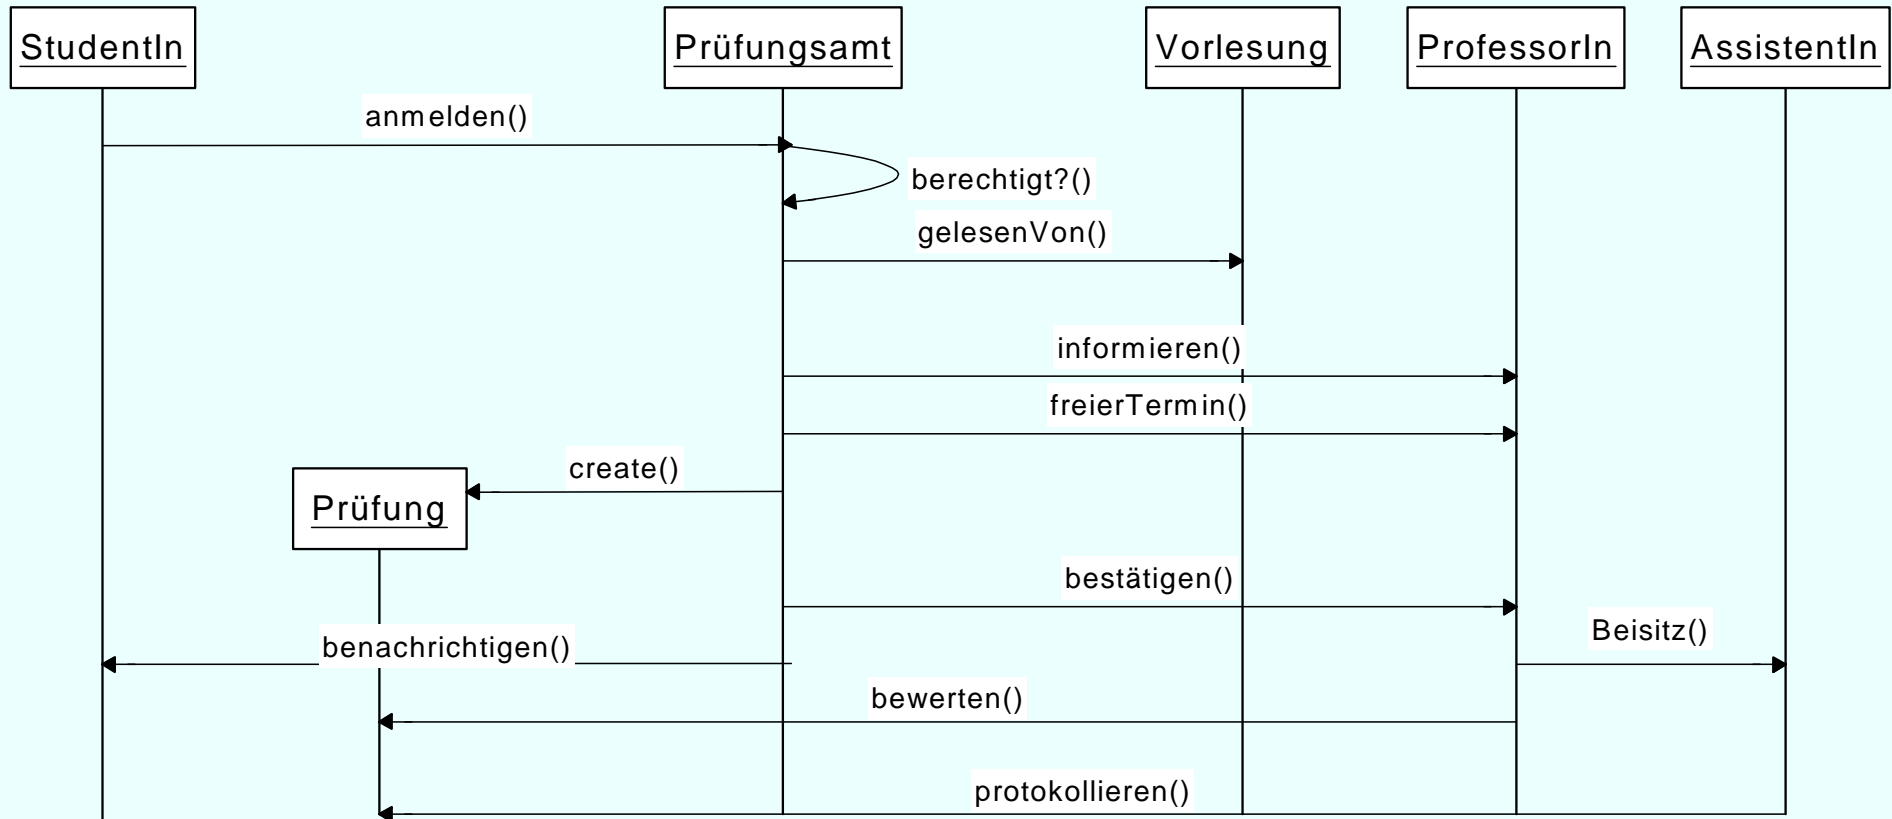 StudentIn
Prüfungsamt
Vorlesung
ProfessorIn
AssistentIn
anmelden()
berechtigt?()
gelesenVon()
informieren()
freierTermin()
create()
Prüfung
bestätigen()
Beisitz()
benachrichtigen()
bewerten()
protokollieren()